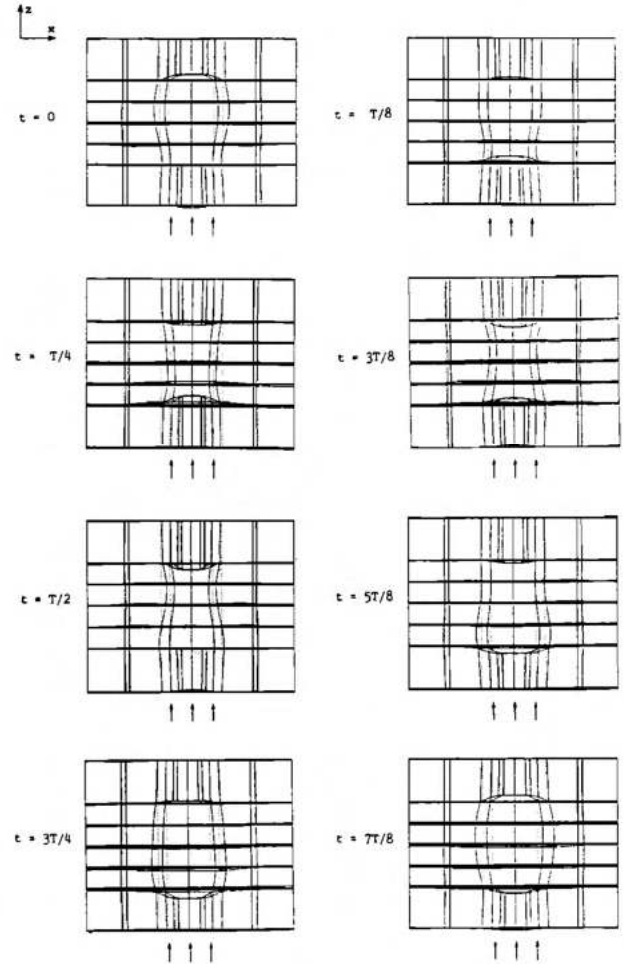 z
x
t = 0
t = T/8
t = T/4
t = 3T/8
t = T/2
t = 5T/8
t = 3T/4
t = 7T/8